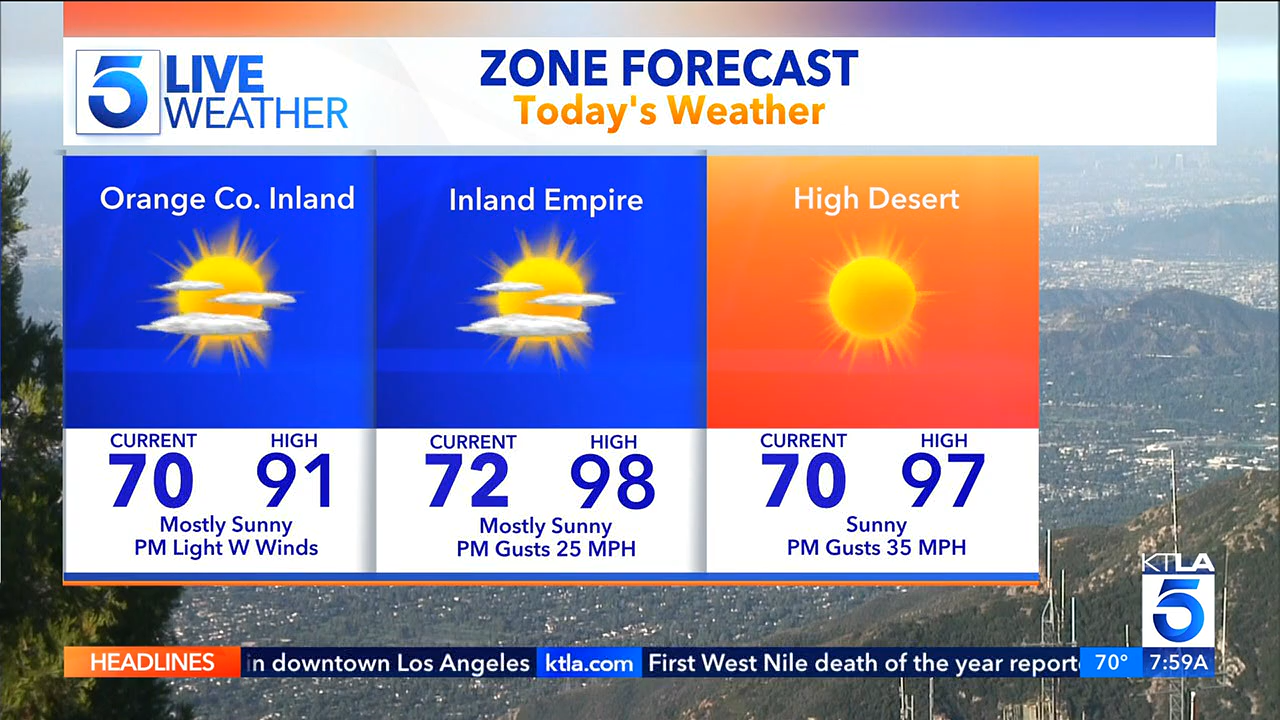 5 LIVE
WEATHER
ZONE FORECAST
Today's Weather
Orange Co. Inland
CURRENT HIGH
70 91
Mostly Sunny
PM Light W Winds
Inland Empire
CURRENT HIGH
72 98
Mostly Sunny
PM Gusts 25 MPH
High Desert
CURRENT HIGH
70 97
Sunny
PM Gusts 35 MPH
KTLA
5
HEADLINES in downtown Los Angeles ktla.com First West Nile death of the year report 70° 7:59A